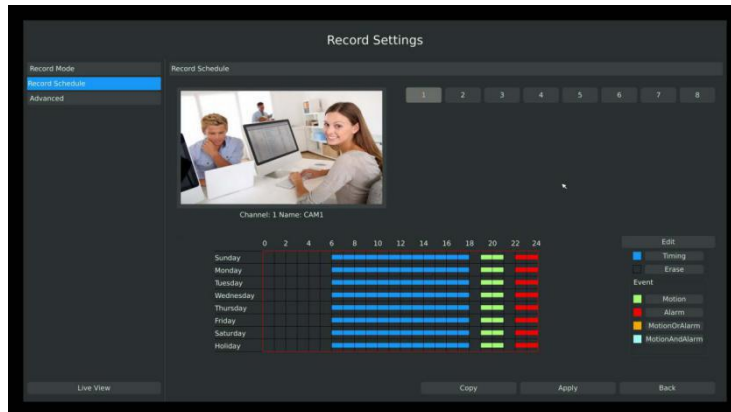 Record Settings
Record Mode
Record Schedule
Record Schedule
Advanced
1 2 3 4 5 6 7 8
Channel: 1 Name: CAM1
0 2 4 6 8 10 12 14 16 18 20 22 24
Edit
Sunday
Timing
Monday
Erase
Tuesday
Event
Wednesday
Motion
Thursday
Alarm
Friday
MotionOrAlarm
Saturday
MotionAndAlarm
Holiday
Live View
Copy
Apply
Back